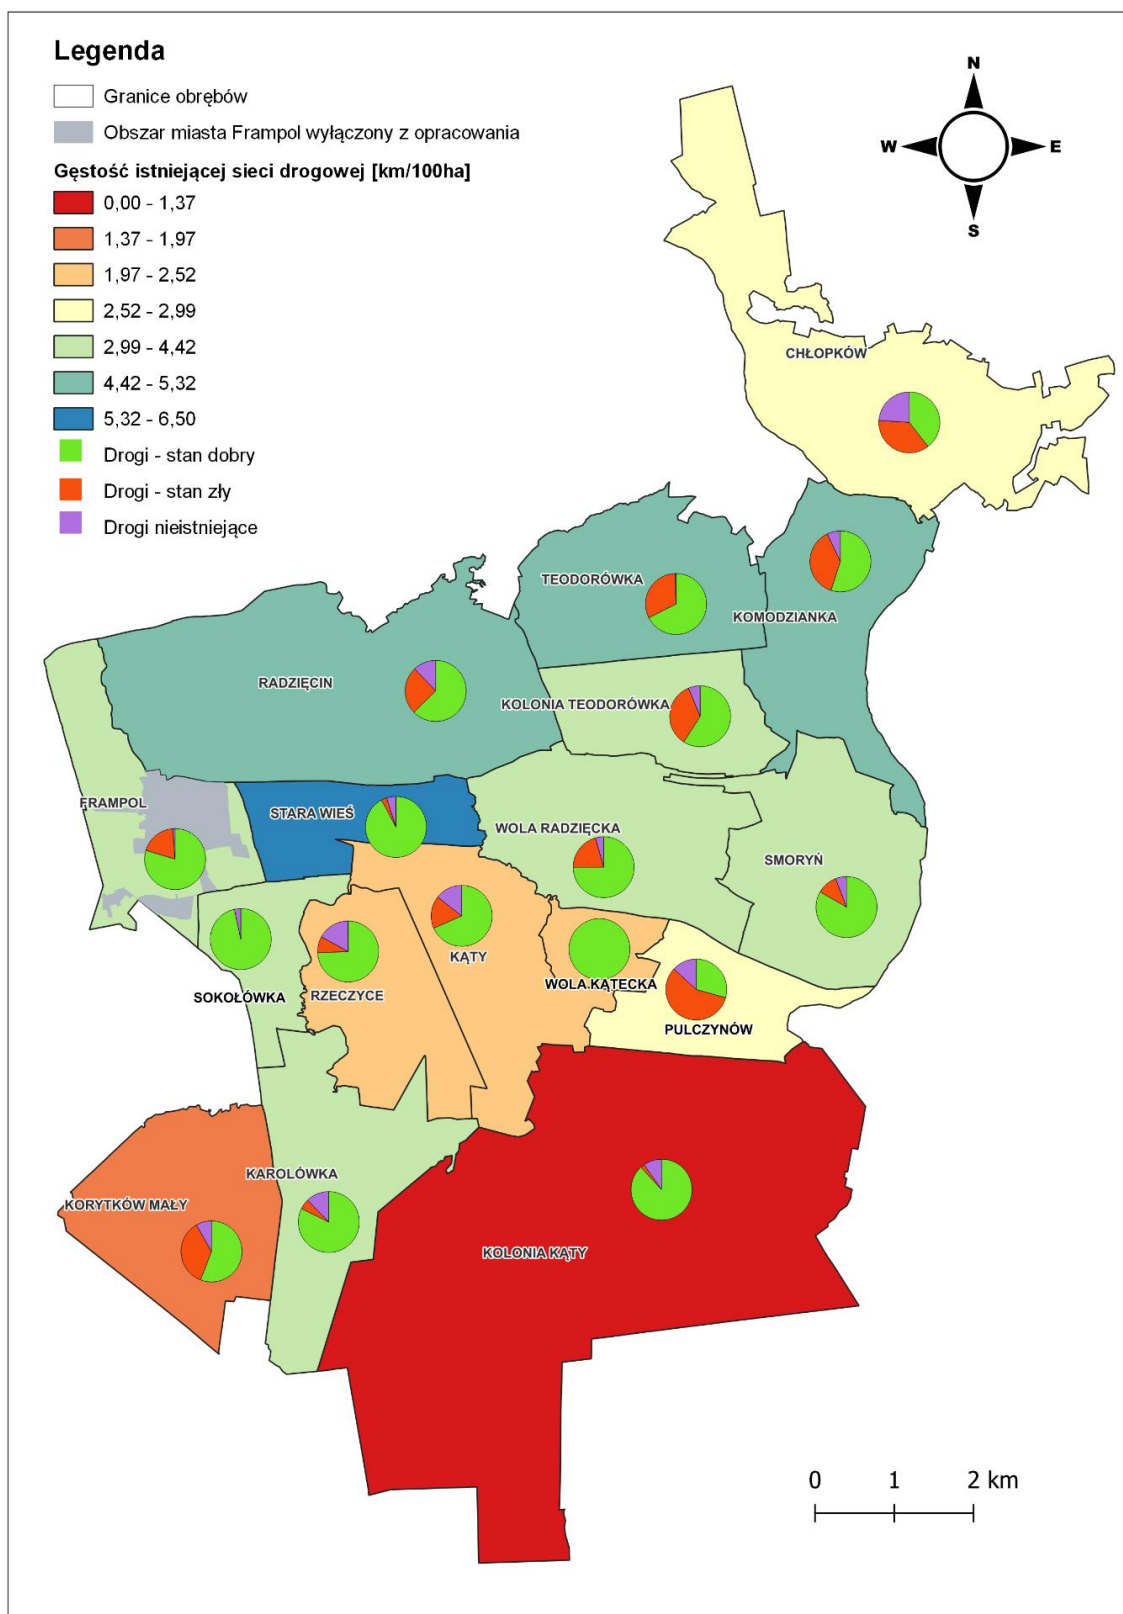 Legenda
Granice obrębów
Obszar miasta Frampol wyłączony z opracowania
Gęstość istniejącej sieci drogowej [km/100ha]
0,00 - 1,37
1,37 - 1,97
1,97 - 2,52
2,52 - 2,99
2,99 - 4,42
4,42 - 5,32
5,32 - 6,50
Drogi - stan dobry
Drogi - stan zły
Drogi nieistniejące
N
W
E
S
CHŁOPKÓW
TEODORÓWKA
KOMODZIANKA
RADZIĘCIN
KOLONIA TEODORÓWKA
FRAMPOL
STARA WIEŚ
WOLA RADZIĘCKA
SMORYŃ
KĄTY
WOLA KĄTECKA
SOKOŁÓWKA
RZECZYCE
PULCZYNÓW
KAROLÓWKA
KORYTKÓW MAŁY
KOLONIA KĄTY
0 1 2 km